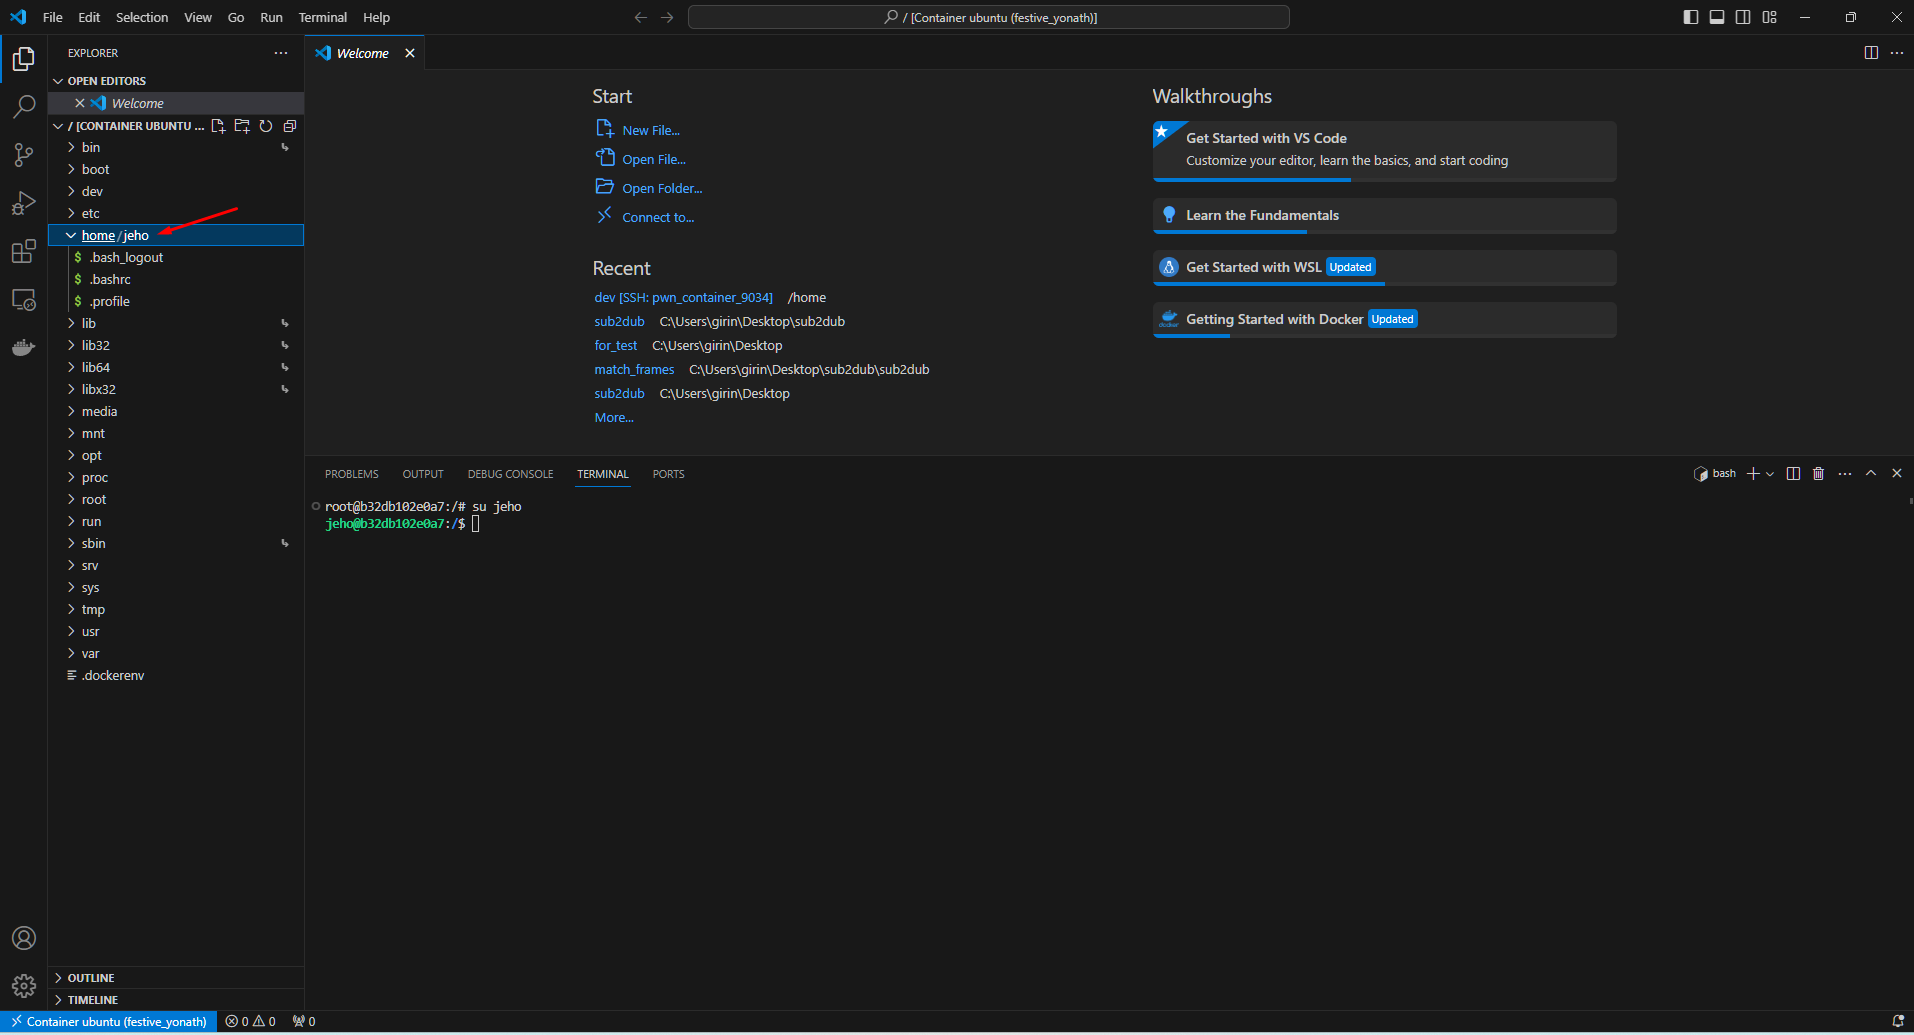 File Edit Selection View Go Run Terminal Help
/ [Container ubuntu (festive_yonath)]
EXPLORER
OPEN EDITORS
Welcome
/ [CONTAINER UBUNTU ...
bin
boot
dev
etc
home/jeho
.bash_logout
.bashrc
.profile
lib
lib32
lib64
libx32
media
mnt
opt
proc
root
run
sbin
srv
sys
tmp
usr
var
.dockerenv
OUTLINE
TIMELINE
Welcome
Start
New File...
Open File...
Open Folder...
Connect to...
Recent
dev [SSH: pwn_container_9034] /home
sub2dub C:\Users\girin\Desktop\sub2dub
for_test C:\Users\girin\Desktop
match_frames C:\Users\girin\Desktop\sub2dub\sub2dub
sub2dub C:\Users\girin\Desktop
More...
Walkthroughs
Get Started with VS Code
Customize your editor, learn the basics, and start coding
Learn the Fundamentals
Get Started with WSL Updated
docker
Getting Started with Docker Updated
PROBLEMS OUTPUT DEBUG CONSOLE TERMINAL PORTS
bash
root@b32db102e0a7:/# su jeho
jeho@b32db102e0a7:/$
Container ubuntu (festive_yonath) 0 0 0